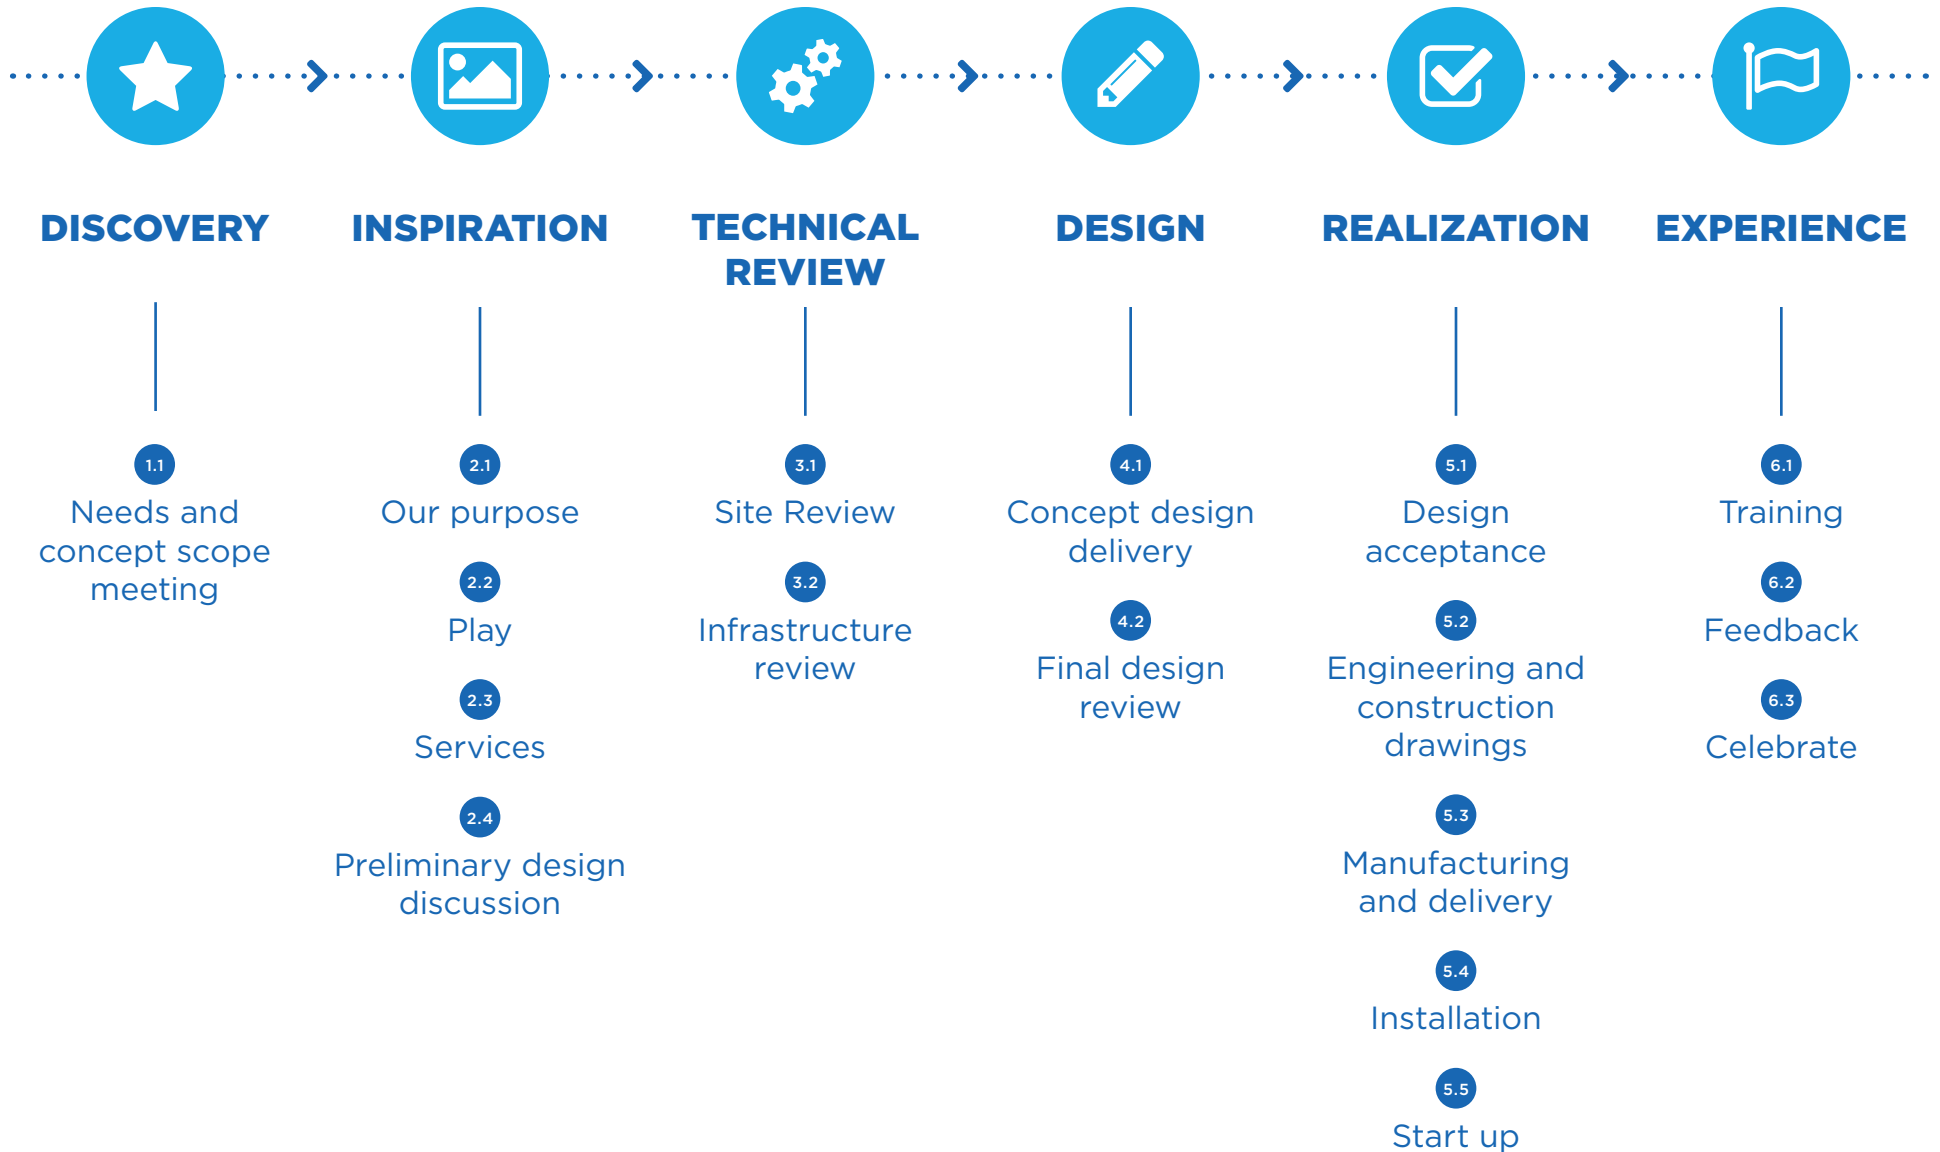 DISCOVERY
1.1
Needs and
concept scope
meeting
INSPIRATION
2.1
Our purpose
2.2
Play
2.3
Services
2.4
Preliminary design
discussion
TECHNICAL
REVIEW
3.1
Site Review
3.2
Infrastructure
review
DESIGN
4.1
Concept design
delivery
4.2
Final design
review
REALIZATION
5.1
Design
acceptance
5.2
Engineering and
construction
drawings
5.3
Manufacturing
and delivery
5.4
Installation
5.5
Start up
EXPERIENCE
6.1
Training
6.2
Feedback
6.3
Celebrate